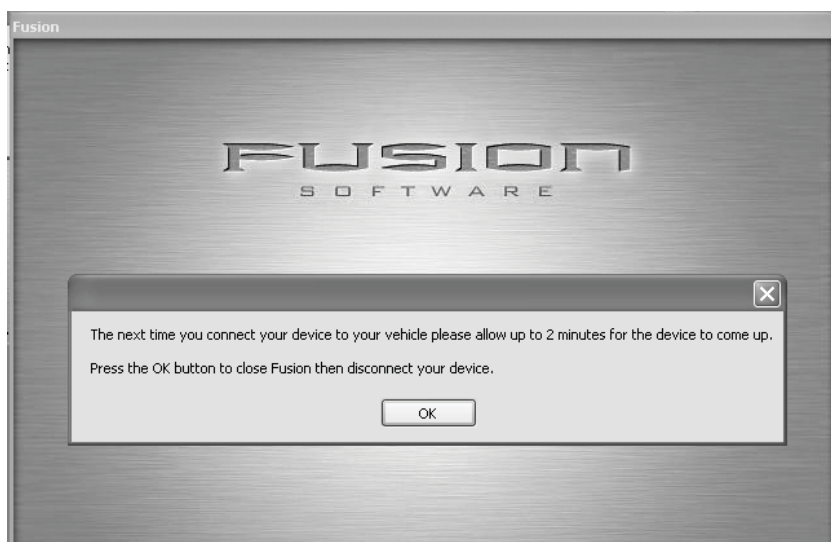 Fusion
FUSION
SOFTWARE
The next time you connect your device to your vehicle please allow up to 2 minutes for the device to come up.
Press the OK button to close Fusion then disconnect your device.
OK